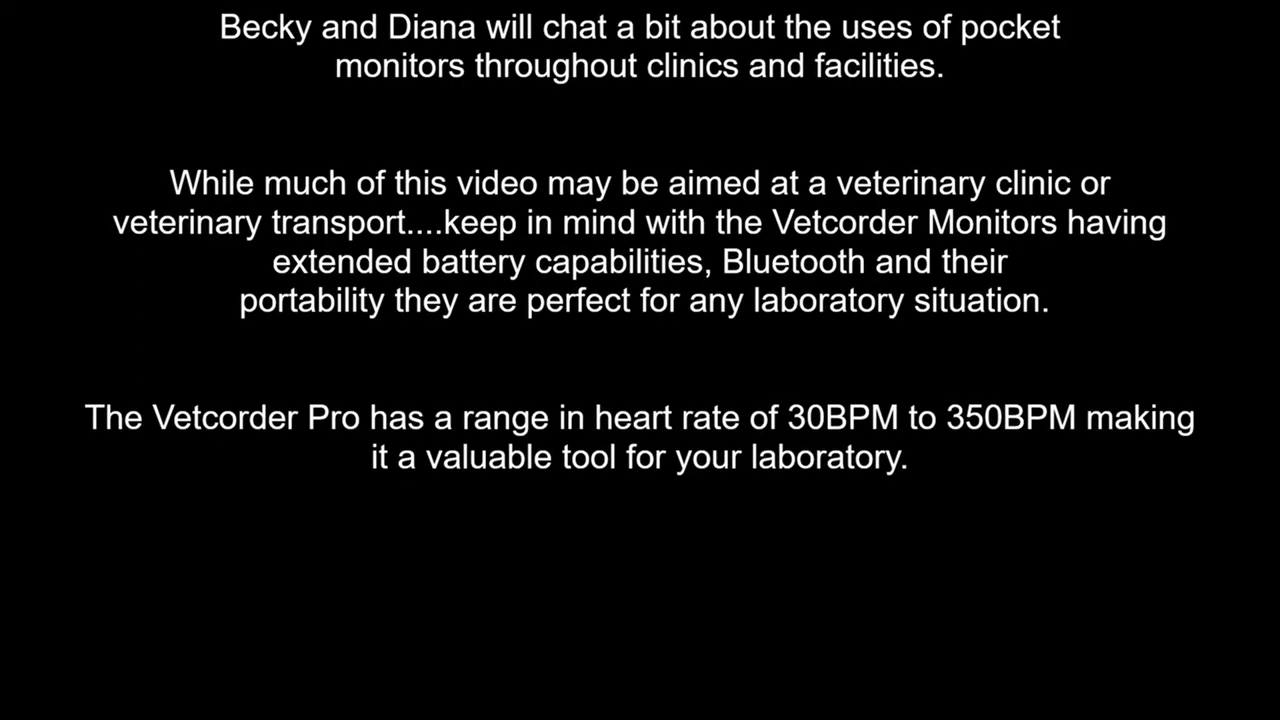 Becky and Diana will chat a bit about the uses of pocket
monitors throughout clinics and facilities.
While much of this video may be aimed at a veterinary clinic or
veterinary transport....keep in mind with the Vetcorder Monitors having
extended battery capabilities, Bluetooth and their
portability they are perfect for any laboratory situation.
The Vetcorder Pro has a range in heart rate of 30BPM to 350BPM making
it a valuable tool for your laboratory.